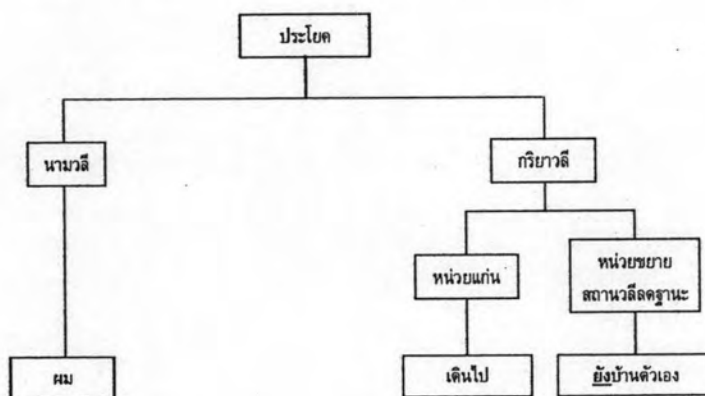 ประโยค
นามวลี
กริยาวลี
หน่วยแก่น
หน่วยขยาย
สถานวลีลดฐานะ
ผม
เดินไป
ยังบ้านตัวเอง